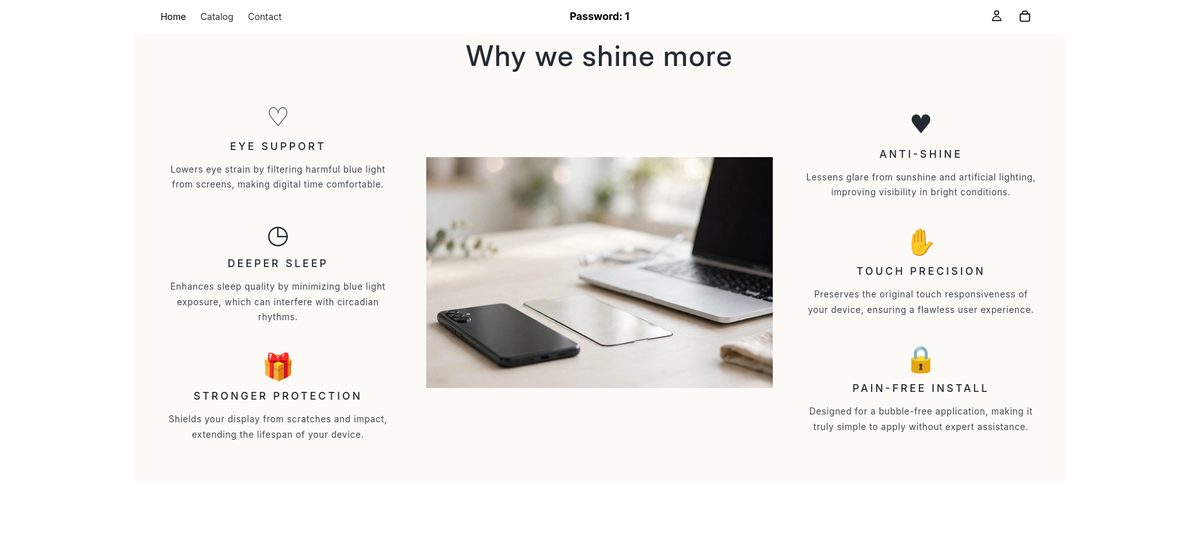 Home Catalog Contact
Password: 1
Why we shine more
EYE SUPPORT
Lowers eye strain by filtering harmful blue light
from screens, making digital time comfortable.
DEEPER SLEEP
Enhances sleep quality by minimizing blue light
exposure, which can interfere with circadian
rhythms.
STRONGER PROTECTION
Shields your display from scratches and impact,
extending the lifespan of your device.
ANTI-SHINE
Lessens glare from sunshine and artificial lighting,
improving visibility in bright conditions.
TOUCH PRECISION
Preserves the original touch responsiveness of
your device, ensuring a flawless user experience.
PAIN-FREE INSTALL
Designed for a bubble-free application, making it
truly simple to apply without expert assistance.